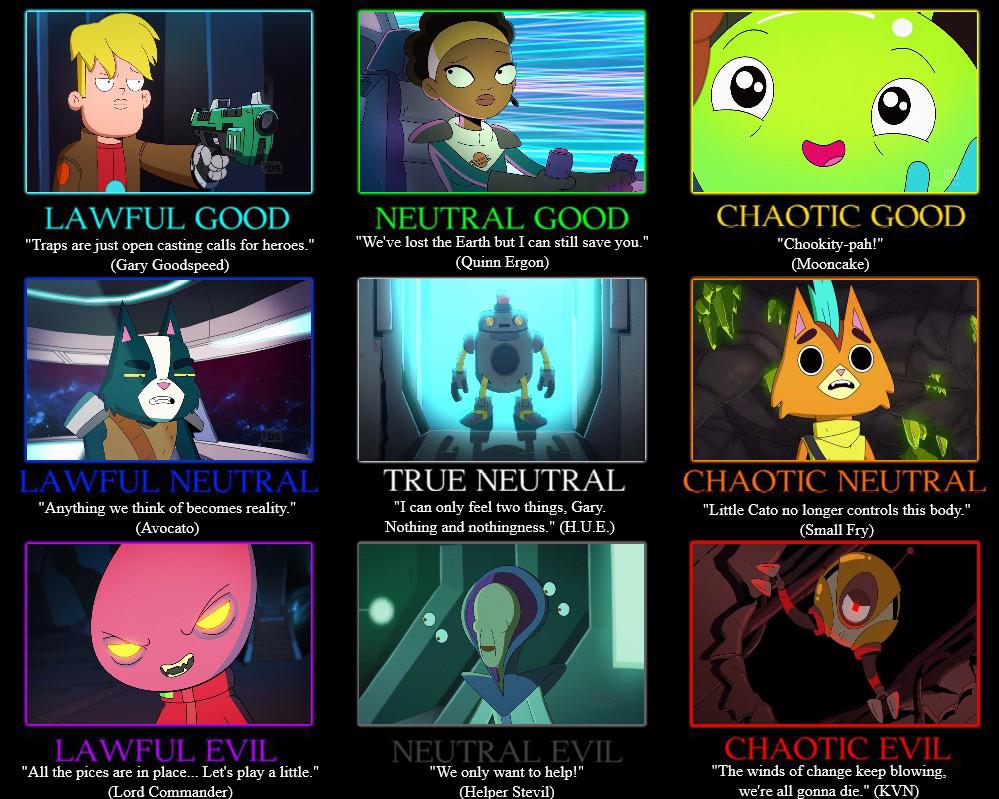 LAWFUL GOOD
"Traps are just open casting calls for heroes."
(Gary Goodspeed)
NEUTRAL GOOD
"We've lost the Earth but I can still save you."
(Quinn Ergon)
CHAOTIC GOOD
"Chookity-pah!"
(Mooncake)
LAWFUL NEUTRAL
"Anything we think of becomes reality."
(Avocato)
TRUE NEUTRAL
"I can only feel two things, Gary.
Nothing and nothingness." (H.U.E.)
CHAOTIC NEUTRAL
"Little Cato no longer controls this body."
(Small Fry)
LAWFUL EVIL
"All the pices are in place... Let's play a little."
(Lord Commander)
NEUTRAL EVIL
"We only want to help!"
(Helper Stevil)
CHAOTIC EVIL
"The winds of change keep blowing,
we're all gonna die." (KVN)